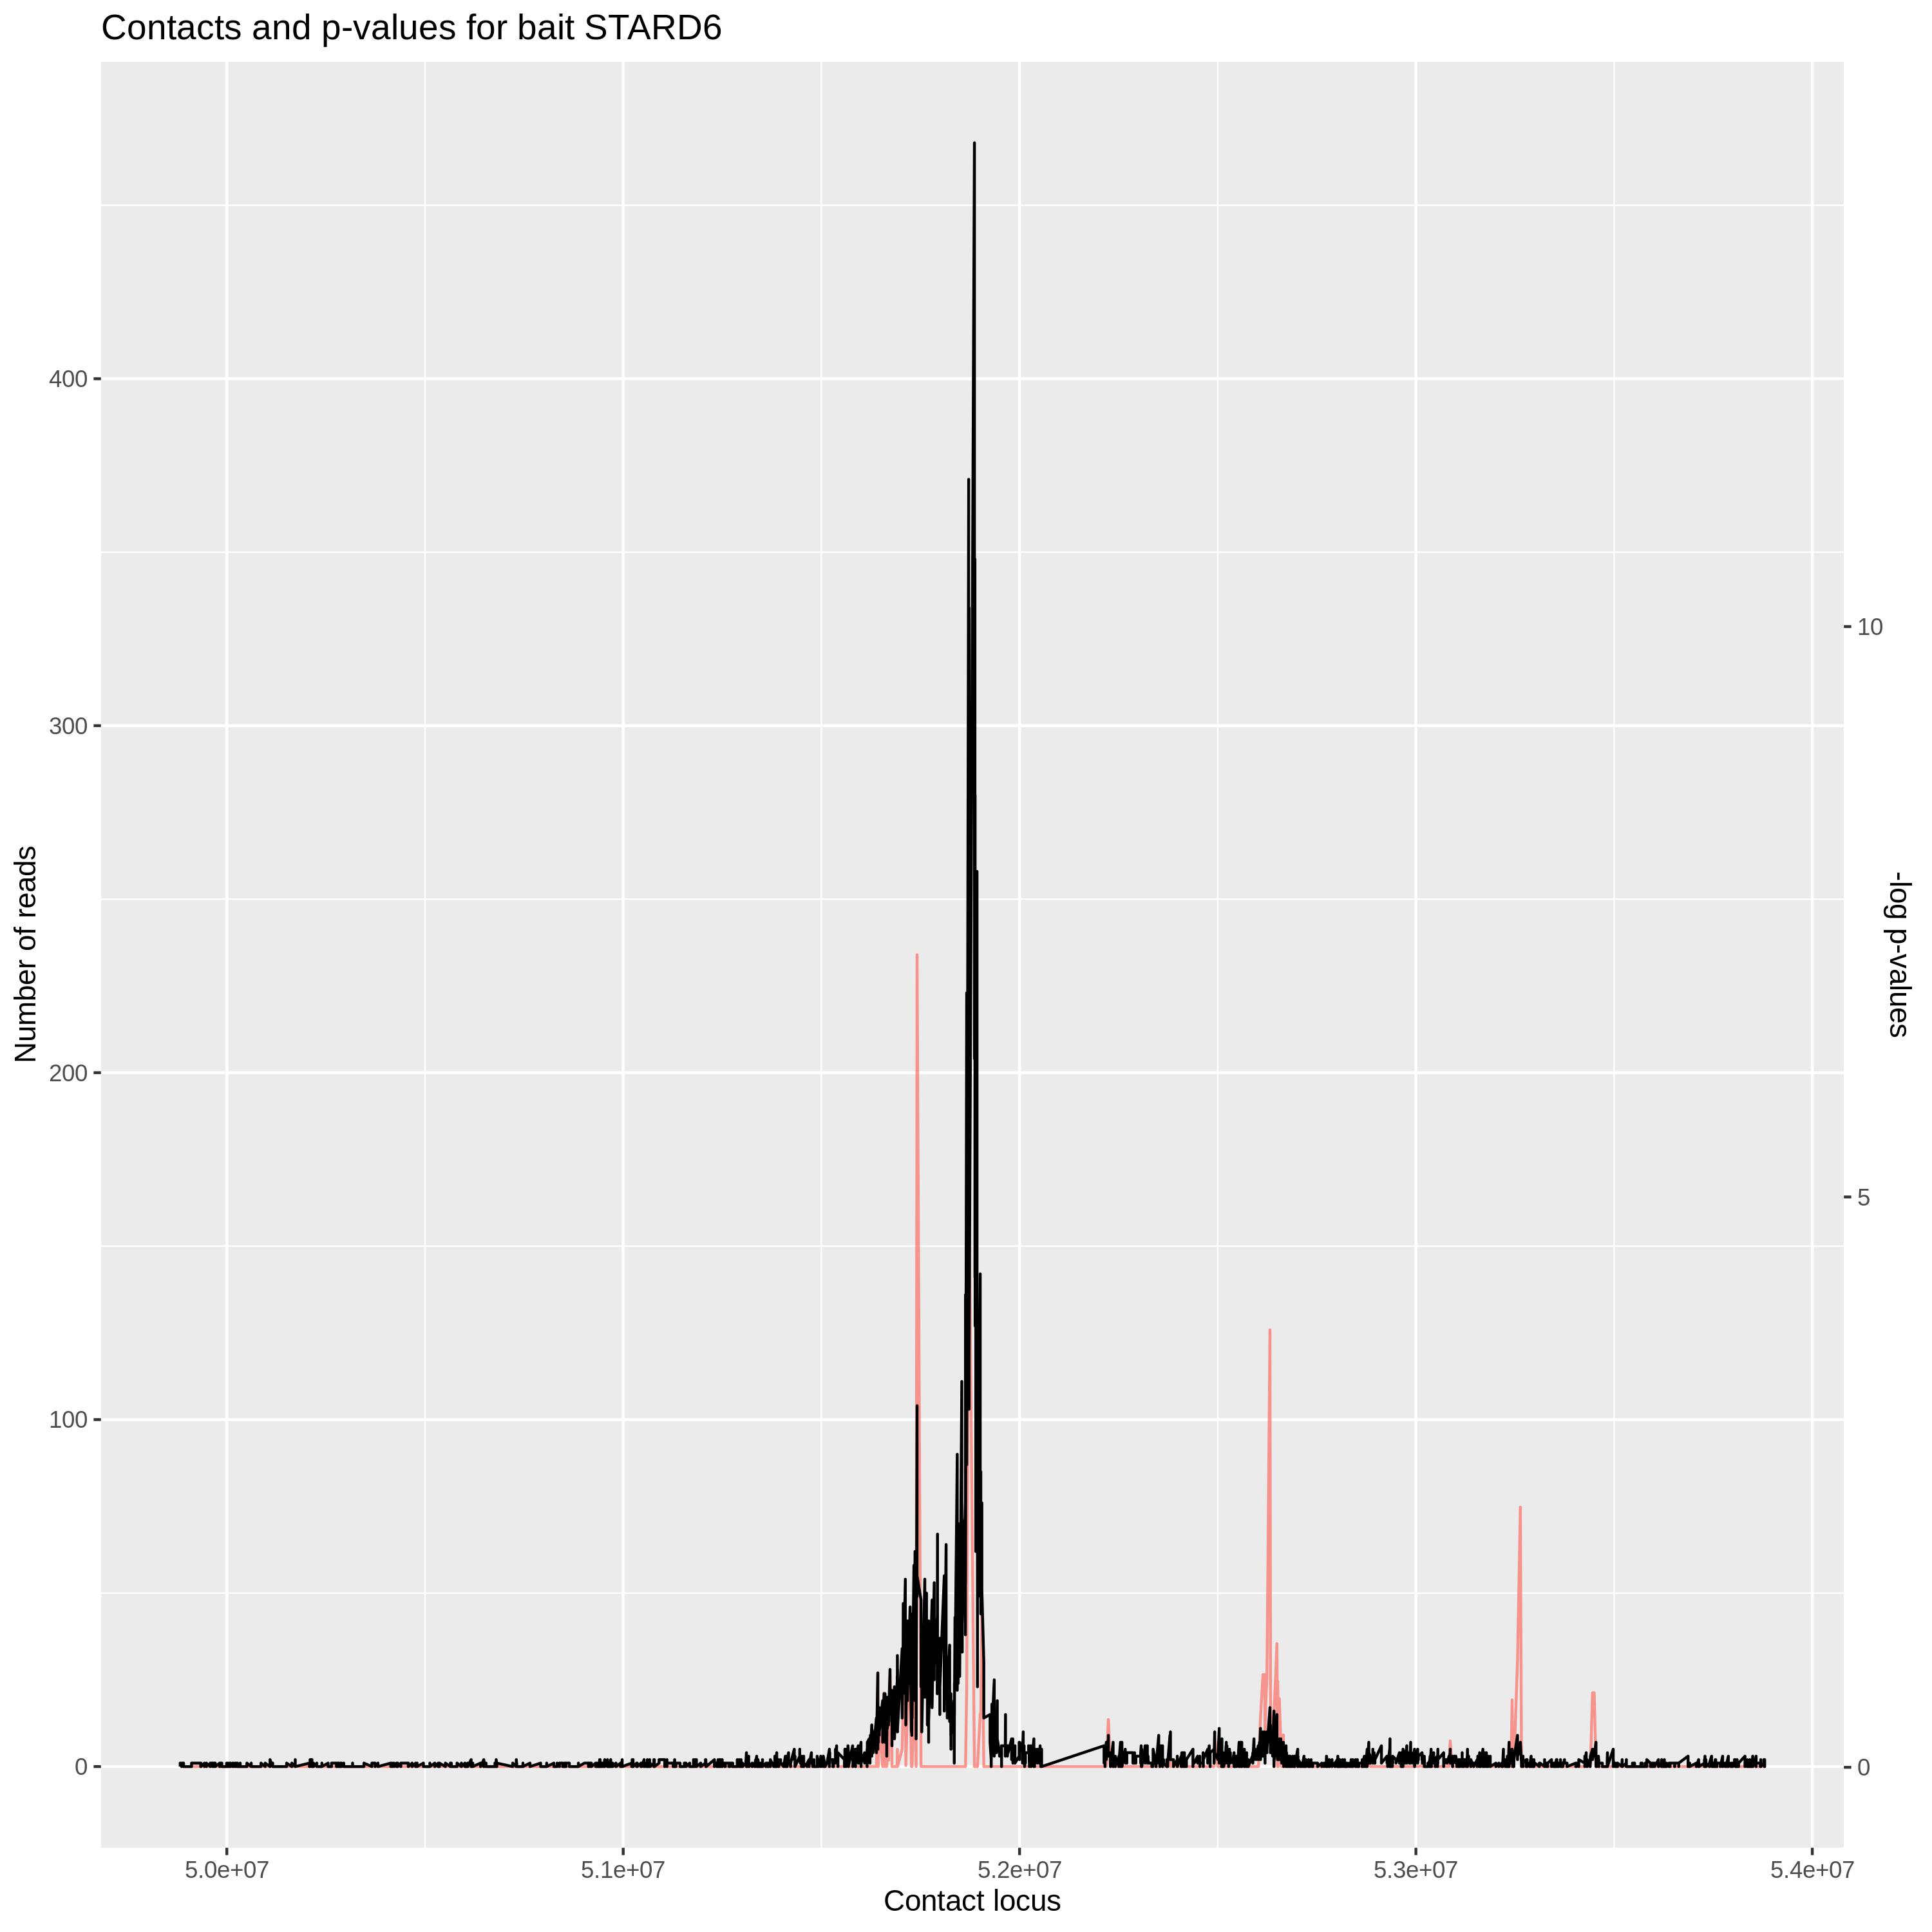 Contacts and p-values for bait STARD6
Number of reads
400
300
200
100
0
10
5
0
-log p-values
5.0e+07
5.1e+07
5.2e+07
5.3e+07
5.4e+07
Contact locus